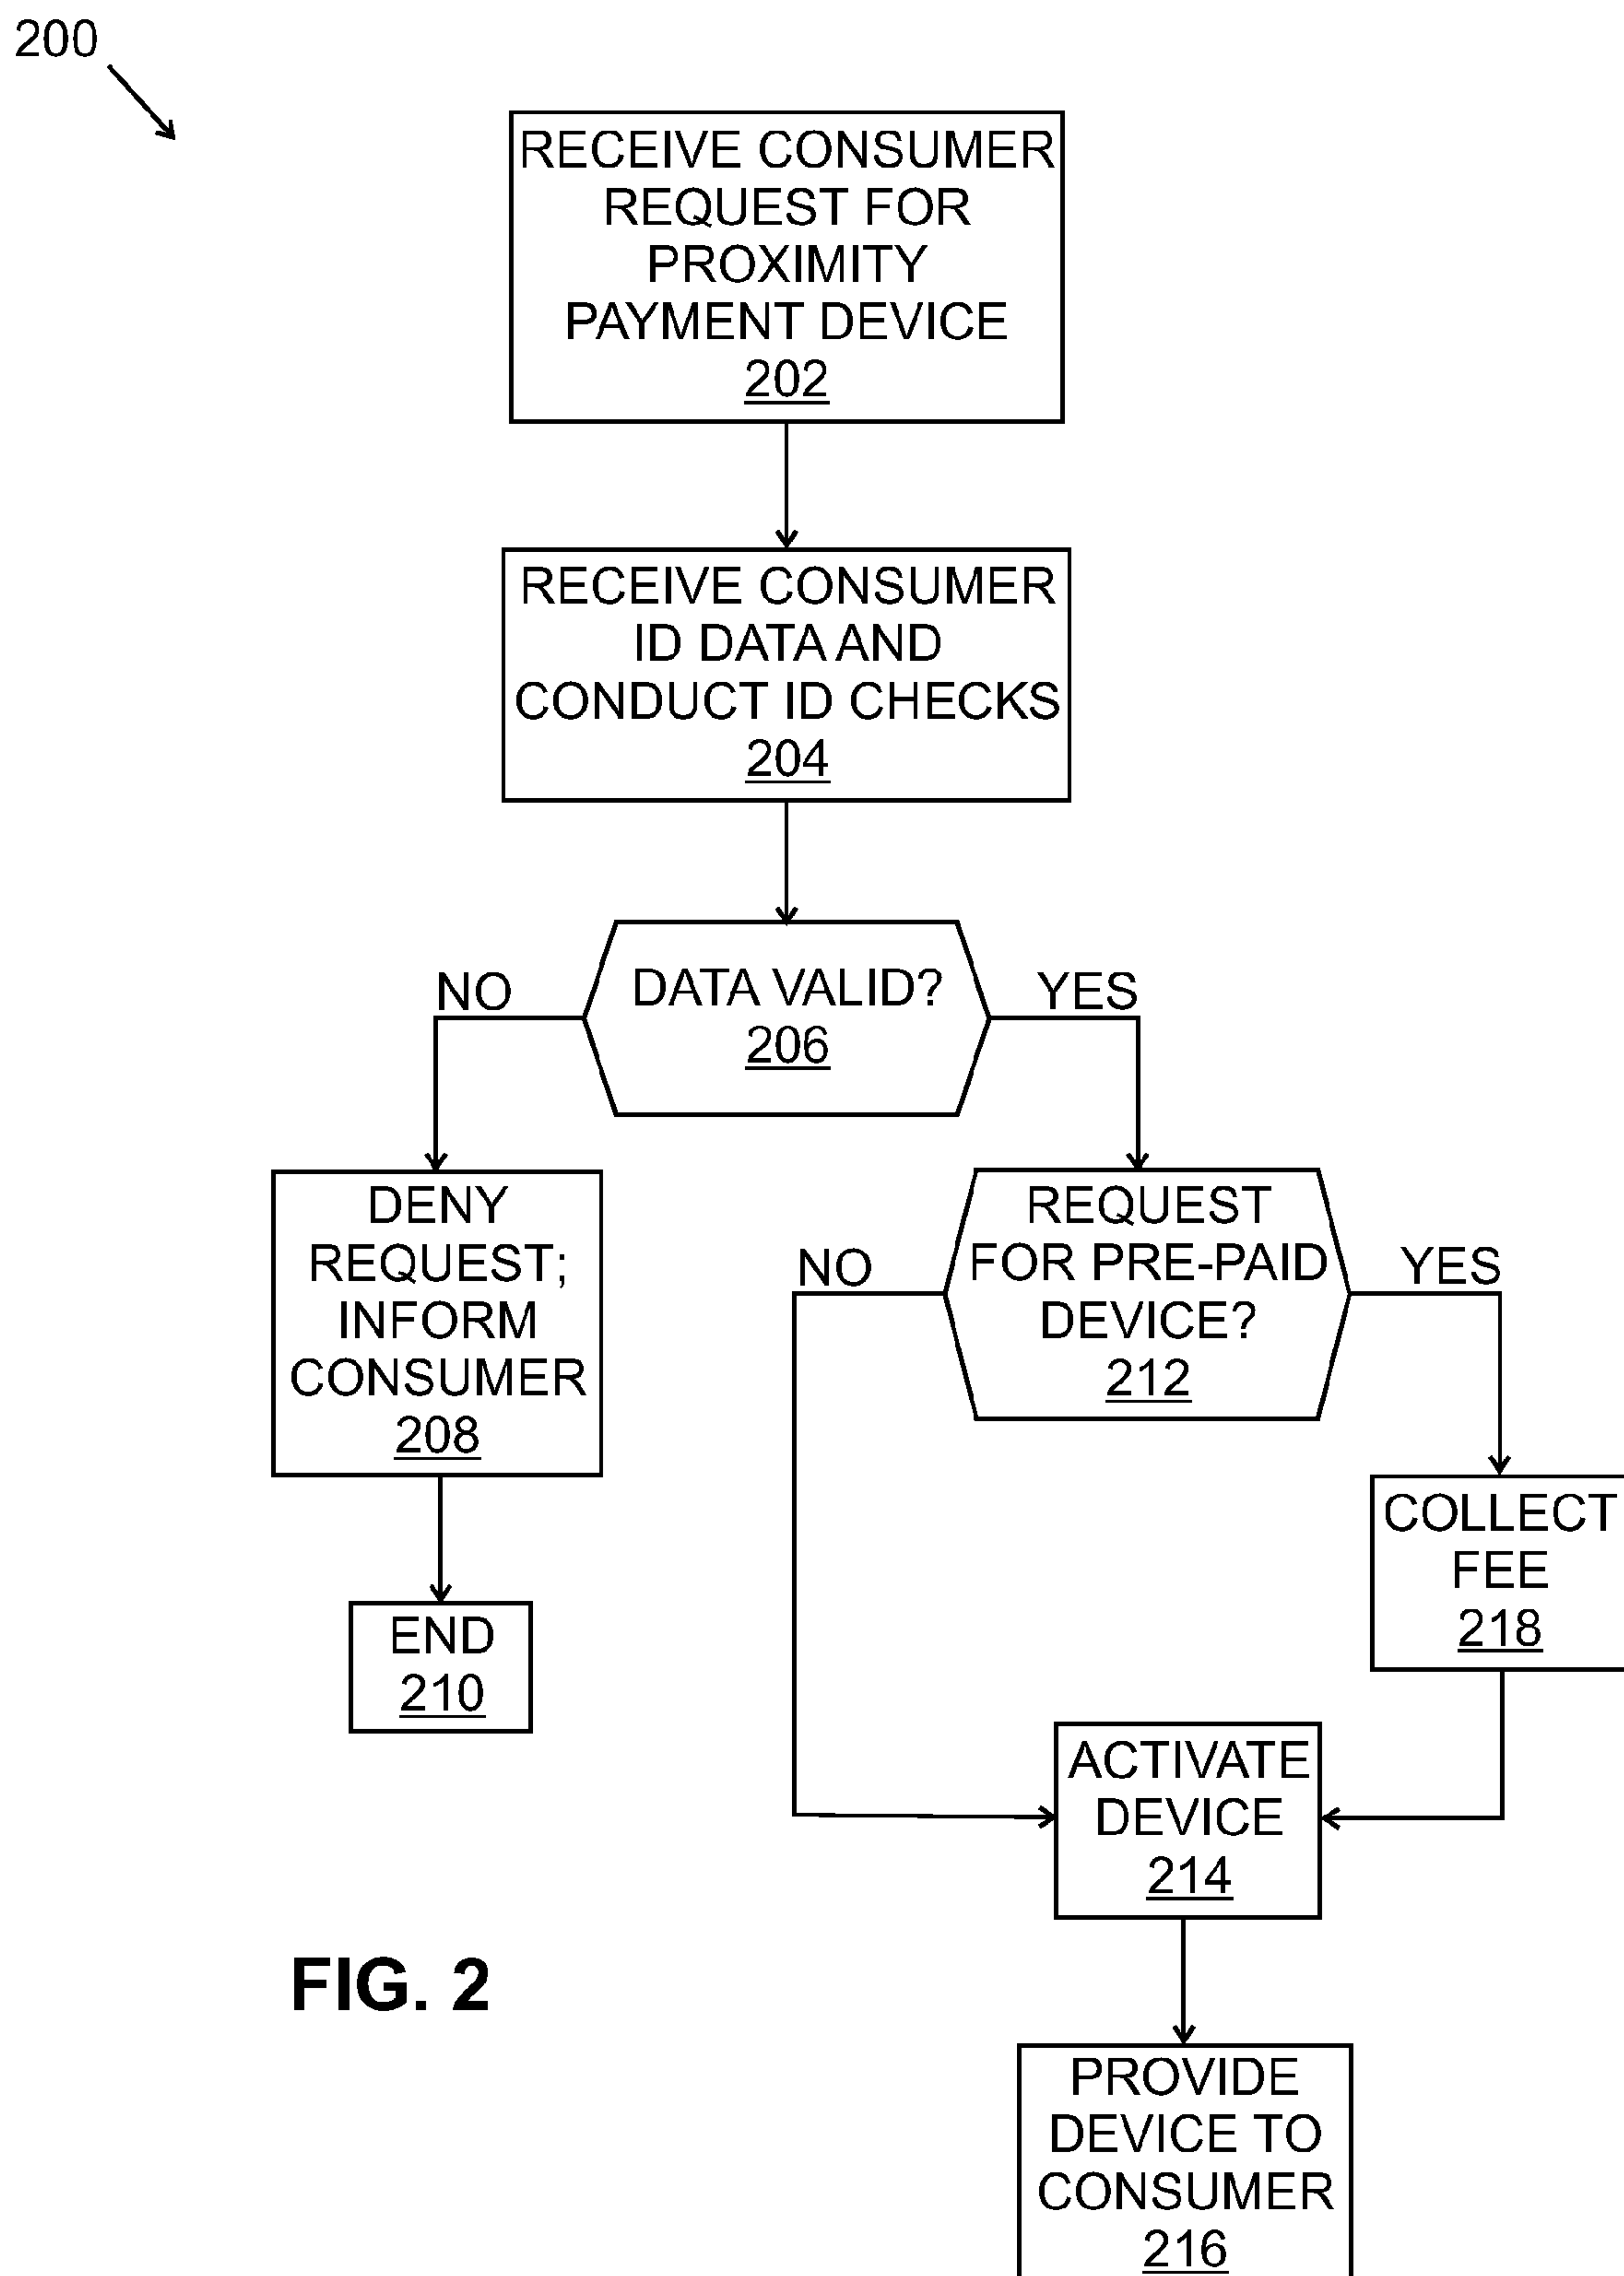 200
RECEIVE CONSUMER
REQUEST FOR
PROXIMITY
PAYMENT DEVICE
202
RECEIVE CONSUMER
ID DATA AND
CONDUCT ID CHECKS
204
DATA VALID?
206
NO
YES
DENY
REQUEST;
INFORM
CONSUMER
208
END
210
REQUEST
FOR PRE-PAID
DEVICE?
212
NO
YES
COLLECT
FEE
218
ACTIVATE
DEVICE
214
PROVIDE
DEVICE TO
CONSUMER
216
FIG. 2